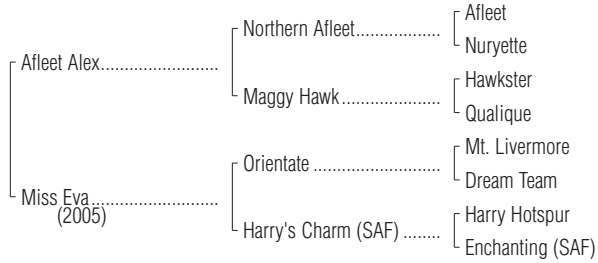 Afleet
Northern Afleet
Nuryette
Afleet Alex
Hawkster
Maggy Hawk
Qualique
Mt. Livermore
Orientate
Dream Team
Miss Eva
(2005)
Harry Hotspur
Harry's Charm (SAF)
Enchanting (SAF)